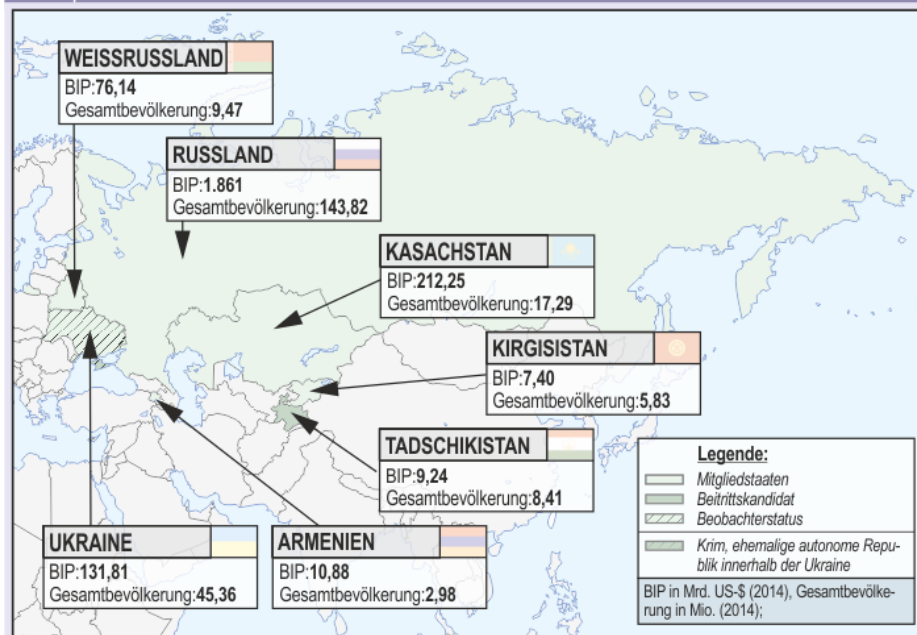 WEISSRUSSLAND
BIP:76,14
Gesamtbevölkerung:9,47
RUSSLAND
BIP:1.861
Gesamtbevölkerung:143,82
KASACHSTAN
BIP:212,25
Gesamtbevölkerung:17,29
KIRGISISTAN
BIP:7,40
Gesamtbevölkerung:5,83
TADSCHIKISTAN
BIP:9,24
Gesamtbevölkerung:8,41
UKRAINE
BIP:131,81
Gesamtbevölkerung:45,36
ARMENIEN
BIP:10,88
Gesamtbevölkerung:2,98
Legende:
Mitgliedstaaten
Beitrittskandidat
Beobachterstatus
Krim, ehemalige autonome Repu-
blik innerhalb der Ukraine
BIP in Mrd. US-$ (2014), Gesamtbevölke-
rung in Mio. (2014);